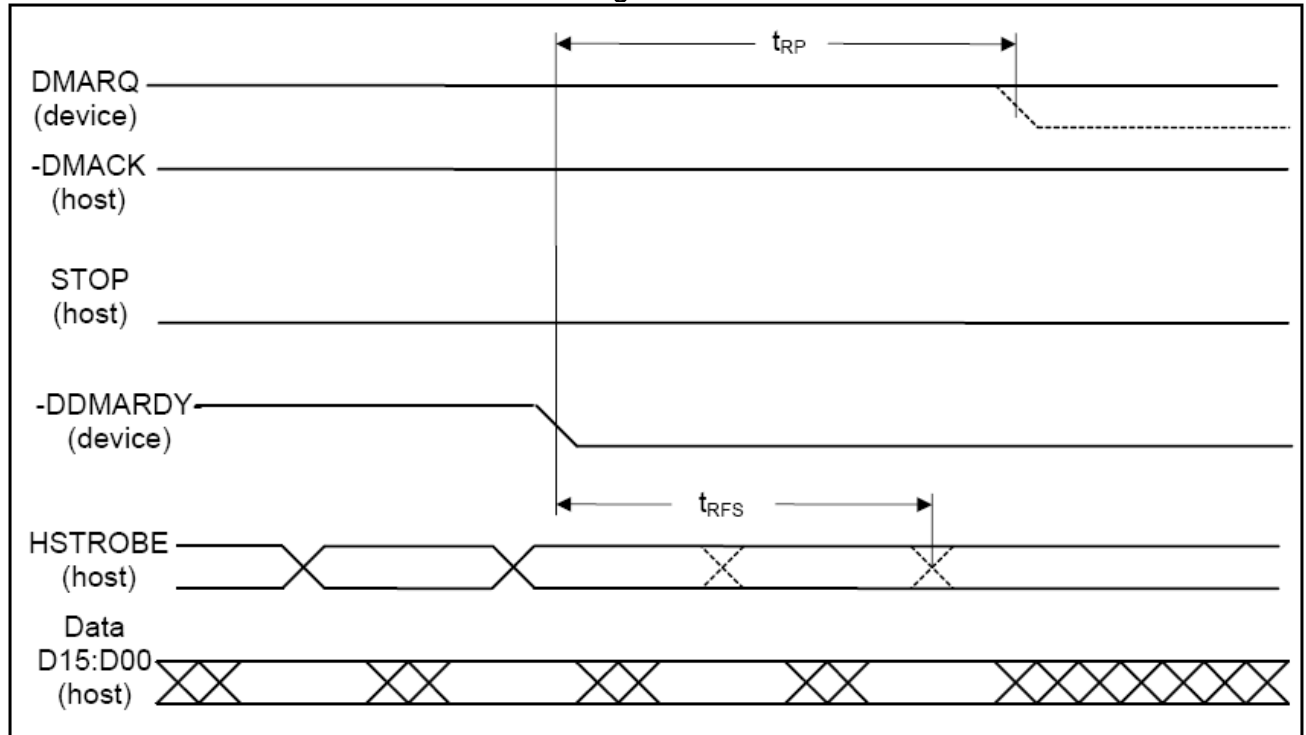 tRP
DMARQ
(device)
-DMACK
(host)
STOP
(host)
-DDMARDY
(device)
tRFS
HSTROBE
(host)
Data
D15:D00
(host)